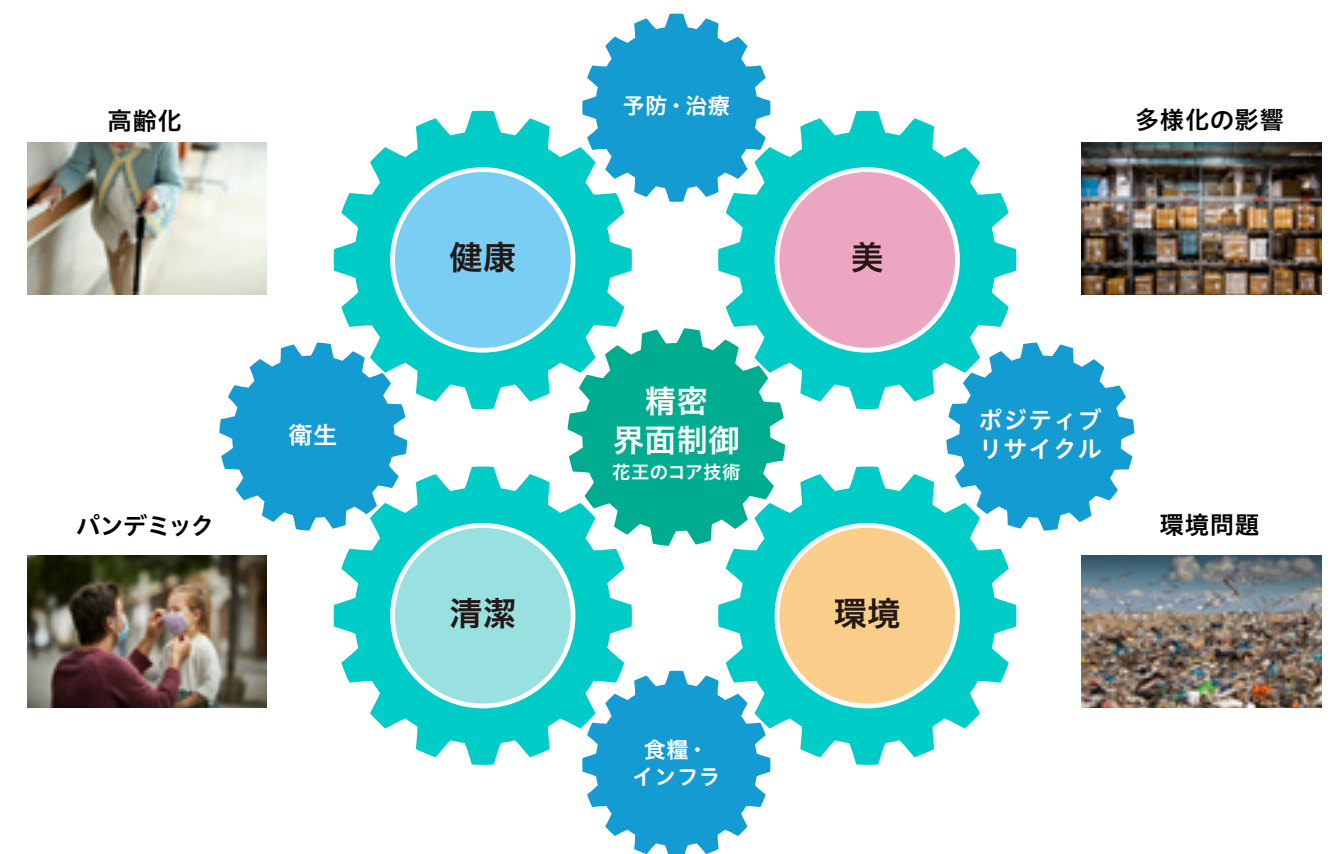 予防・治療
高齢化
多様化の影響
健康
美
精密
界面制御
花王のコア技術
衛生
ポジティブ
リサイクル
パンデミック
環境問題
清潔
環境
食糧・
インフラ